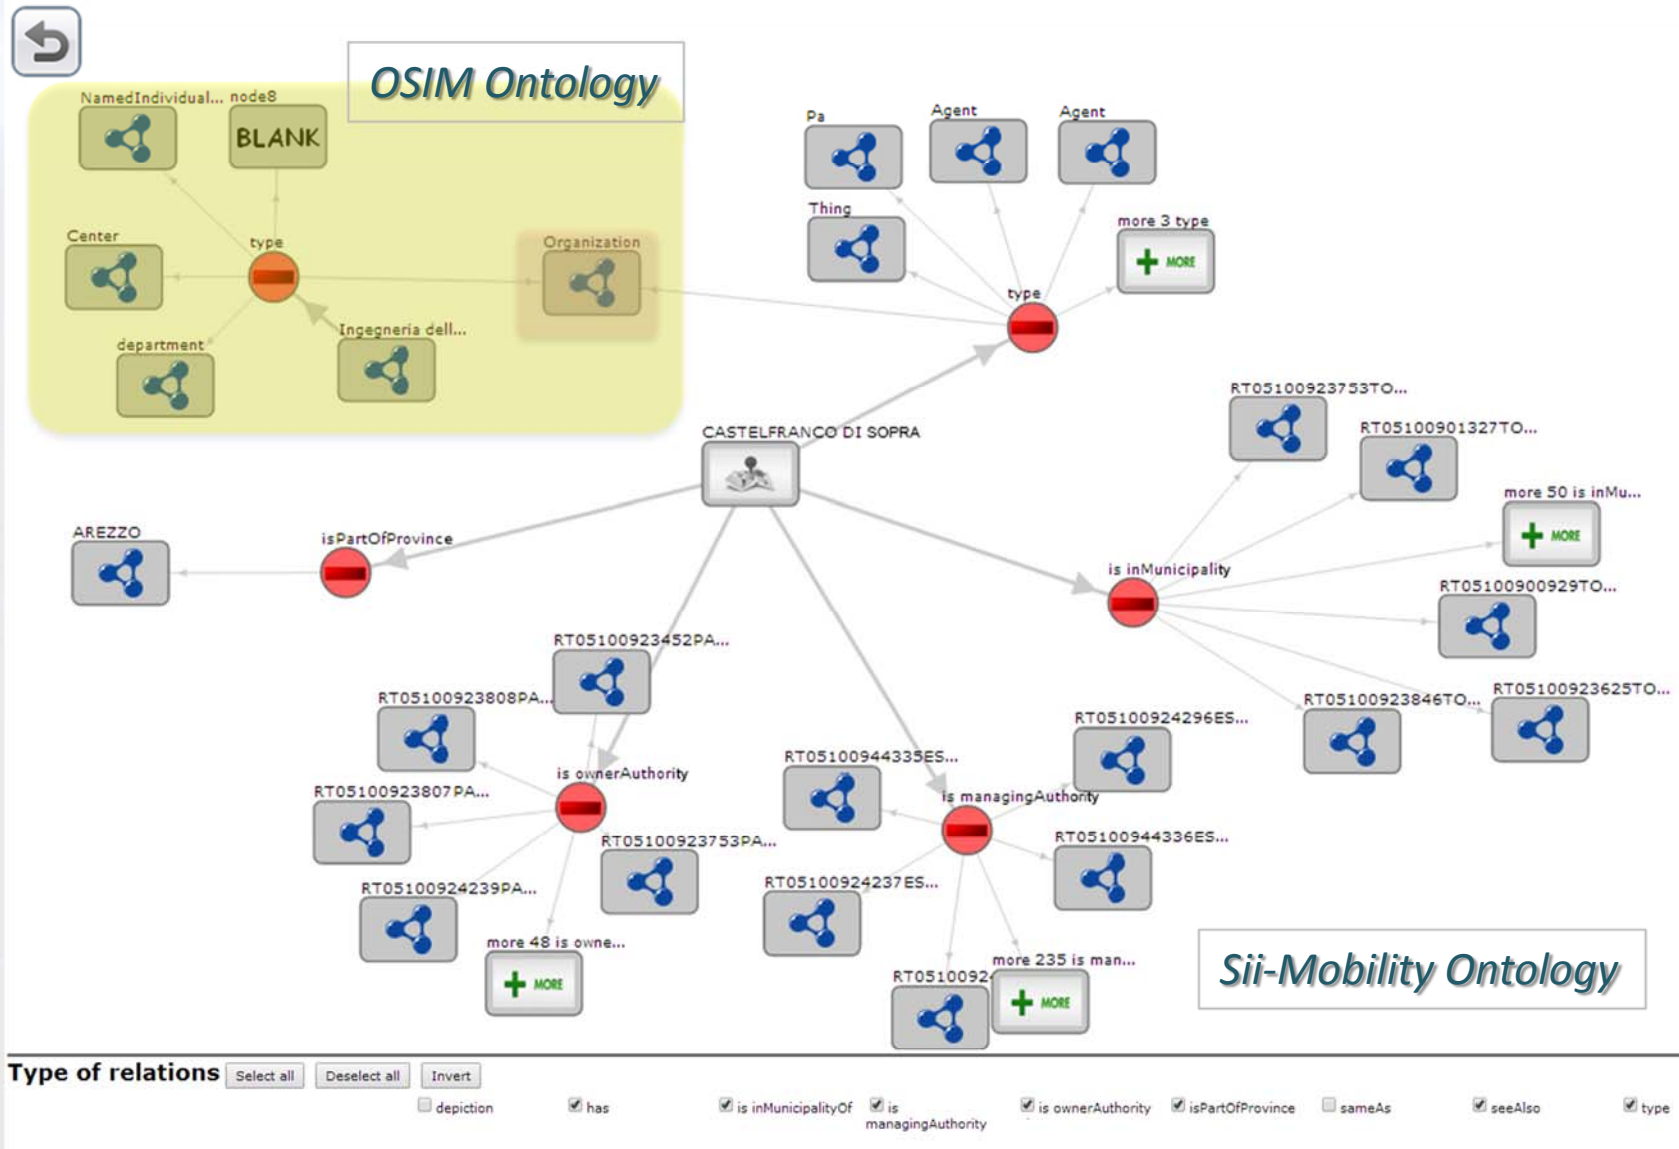 OSIM Ontology
NamedIndividual... node8
BLANK
Center
type
Organization
department
Ingegneria dell...
Pa
Agent
Agent
Thing
more 3 type
MORE
type
CASTELFRANCO DI SOPRA
RT05100923753TO...
RT05100901327TO...
more 50 is inMu...
MORE
AREZZO
isPartOfProvince
is inMunicipality
RT05100900929TO...
RT05100923846TO...
RT05100923625TO...
RT05100923452PA...
RT05100923808PA...
is ownerAuthority
RT05100923807PA...
RT05100923753PA...
RT05100924239PA...
more 48 is owne...
MORE
RT05100944335ES...
RT05100924296ES...
is managingAuthority
RT05100944336ES...
RT05100924237ES...
RT0510092
more 235 is man...
MORE
Sii-Mobility Ontology
Type of relations Select all Deselect all Invert
depiction has is inMunicipalityOf is managingAuthority is ownerAuthority isPartOfProvince sameAs seeAlso type